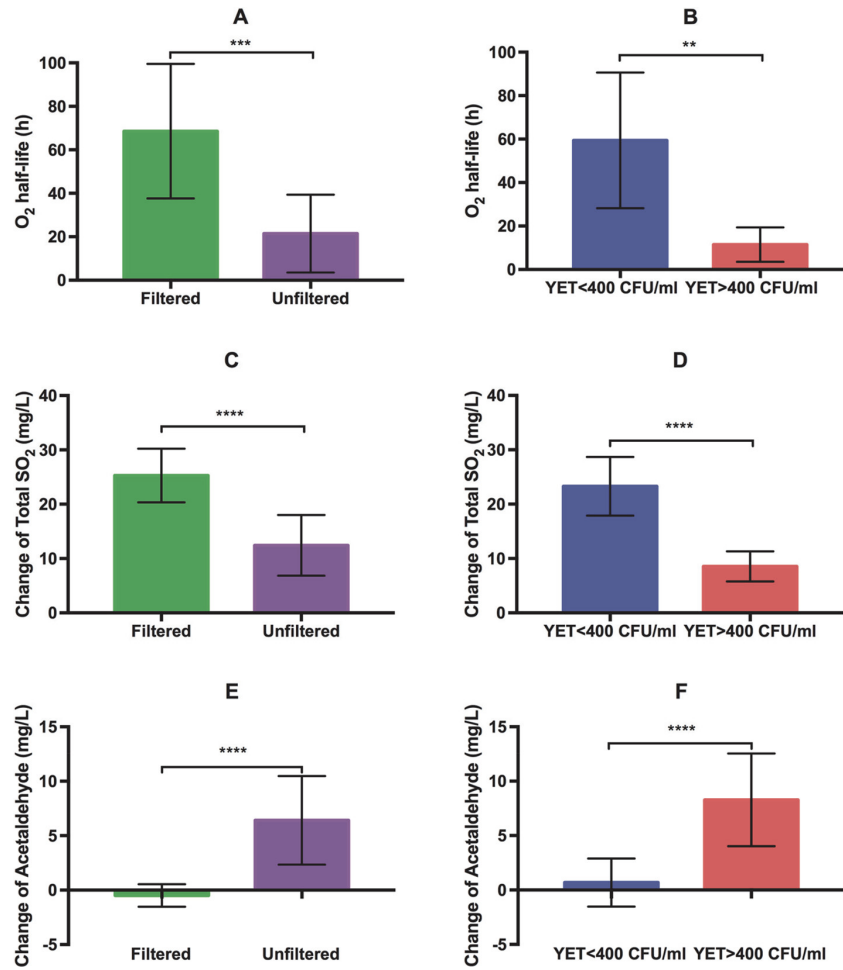 A
***
O₂ half-life (h)
100
80
60
40
20
0
Filtered
Unfiltered
B
**
O₂ half-life (h)
100
80
60
40
20
0
YET<400 CFU/ml
YET>400 CFU/ml
C
****
Change of Total SO₂ (mg/L)
40
30
20
10
0
Filtered
Unfiltered
D
****
Change of Total SO₂ (mg/L)
40
30
20
10
0
YET<400 CFU/ml
YET>400 CFU/ml
E
****
Change of Acetaldehyde (mg/L)
15
10
5
0
-5
Filtered
Unfiltered
F
****
Change of Acetaldehyde (mg/L)
15
10
5
0
-5
YET<400 CFU/ml
YET>400 CFU/ml